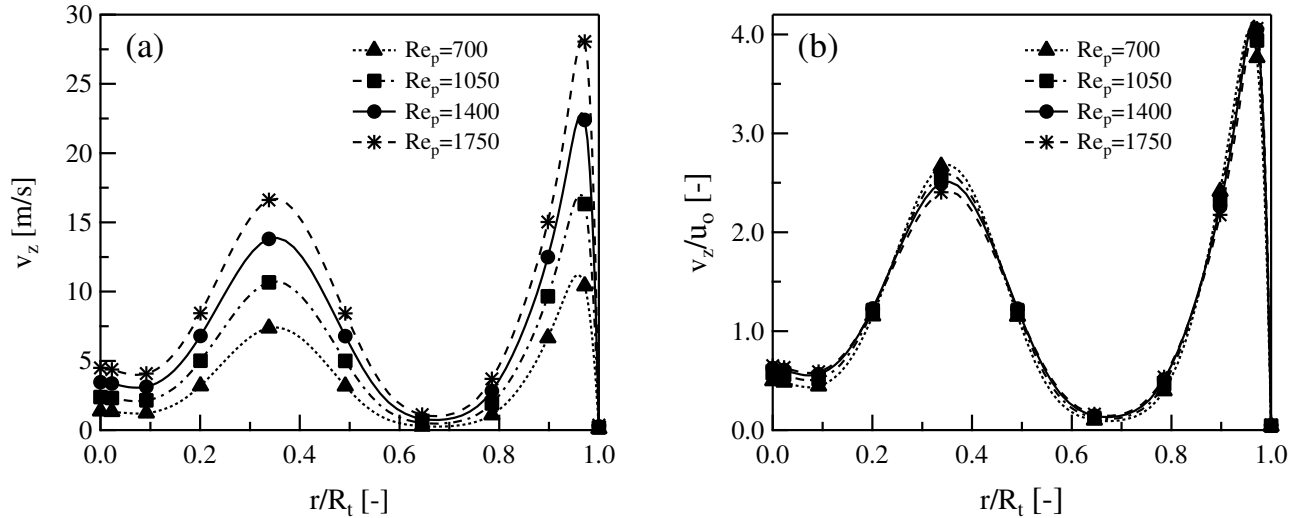 (a)
Re_p=700
Re_p=1050
Re_p=1400
Re_p=1750
v_z [m/s]
30
25
20
15
10
5
0
0.0 0.2 0.4 0.6 0.8 1.0
r/R_t [-]
(b)
Re_p=700
Re_p=1050
Re_p=1400
Re_p=1750
v_z/u_o [-]
4.0
3.0
2.0
1.0
0.0
0.0 0.2 0.4 0.6 0.8 1.0
r/R_t [-]